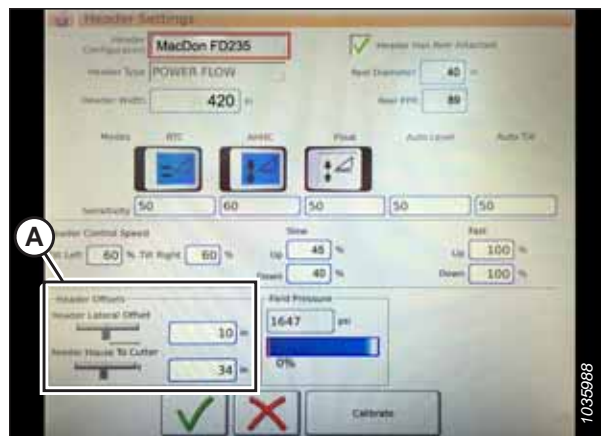 Header Settings
Header Configuration MacDon FD235 Header Has Reel Attached
Header Type POWER FLOW Reel Diameter 40 in
Header Width 420 in Reel PPR 89
Modes RTC AHHC Float Auto Level Auto Tilt
Sensitivity 50 60 50 50 50
Header Control Speed Slow Fast
Tilt Left 60 % Tilt Right 60 % Up 45 % Up 100 %
Down 40 % Down 100 %
A
Header Offsets Field Pressure
Header Lateral Offset 1647 psi
10 in
Feeder House To Cutter 0%
34 in
Calibrate
1035988